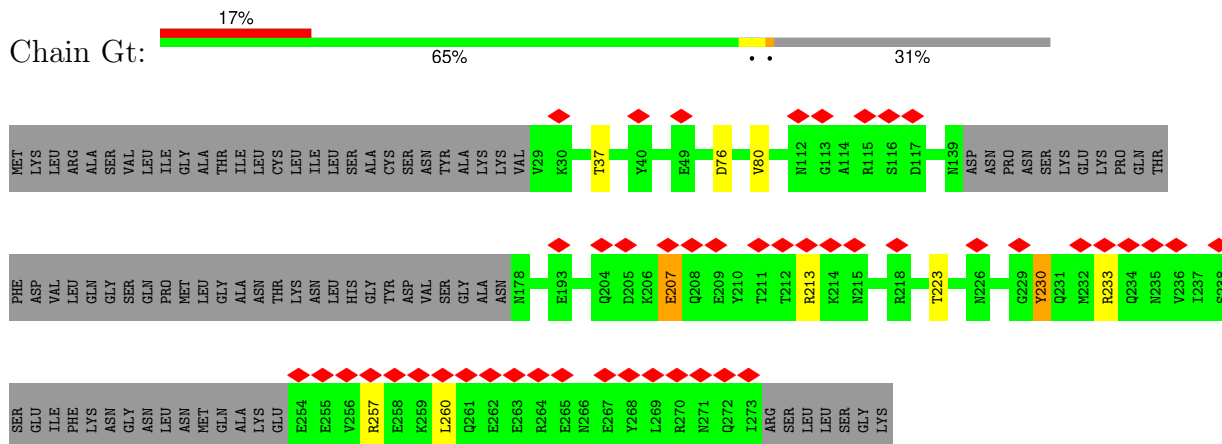 17%
Chain Gt:
65% • • 31%
MET LYS LEU ARG ALA SER VAL LEU ILE GLY ALA THR ILE LEU CYS LEU ILE LEU SER ALA CYS SER ASN TYR ALA LYS LYS VAL V29 K30 T37 Y40 E49 D76 V80 N112 G113 A114 R115 S116 D117 N139 ASP ASN PRO ASN SER LYS GLU LYS PRO GLN THR
PHE ASP VAL LEU GLN GLY SER GLN PRO MET LEU GLY ALA ASN THR LYS ASN LEU HIS GLY TYR ASP VAL SER GLY ALA ASN N178 E193 Q204 D205 K206 E207 Q208 E209 Y210 T211 T212 R213 K214 N215 R218 T223 N226 G229 Y230 Q231 M232 R233 Q234 N235 V236 I237 S238
SER GLU ILE PHE LYS ASN GLY ASN LEU ASN MET GLN ALA LYS GLU E254 E255 V256 R257 E258 K259 L260 Q261 E262 E263 R264 E265 N266 E267 Y268 L269 R270 N271 Q272 I273 ARG SER LEU LEU SER GLY LYS